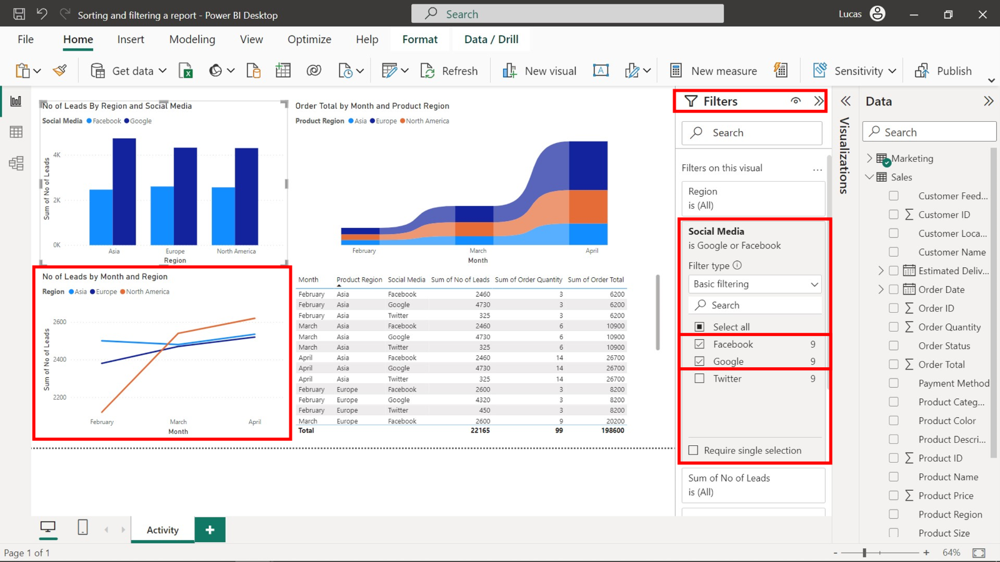 Sorting and filtering a report - Power BI Desktop
Search
Lucas
File Home Insert Modeling View Optimize Help Format Data / Drill
Get data Refresh New visual New measure Sensitivity Publish
No of Leads By Region and Social Media
Social Media Facebook Google
4K
2K
0K
Sum of No of Leads
Asia Europe North America
Region
Order Total by Month and Product Region
Product Region Asia Europe North America
February March April
Month
No of Leads by Month and Region
Region Asia Europe North America
2600
2400
2200
Sum of No of Leads
February March April
Month
Month Product Region Social Media Sum of No of Leads Sum of Order Quantity Sum of Order Total
February Asia Facebook 2460 3 6200
February Asia Google 4730 3 6200
February Asia Twitter 325 3 6200
March Asia Facebook 2460 6 10900
March Asia Google 4730 6 10900
March Asia Twitter 325 6 10900
April Asia Facebook 2460 14 26700
April Asia Google 4730 14 26700
April Asia Twitter 325 14 26700
February Europe Facebook 2600 3 8200
February Europe Google 4320 3 8200
February Europe Twitter 450 3 8200
March Europe Facebook 2600 9 20200
Total 22165 99 198600
Filters
Search
Filters on this visual ...
Region
is (All)
Social Media
is Google or Facebook
Filter type
Basic filtering
Search
Select all
Facebook 9
Google 9
Twitter 9
Require single selection
Sum of No of Leads
is (All)
Visualizations
Data
Search
Marketing
Sales
Customer Feed...
Customer ID
Customer Loca...
Customer Name
Estimated Deliv...
Order Date
Order ID
Order Quantity
Order Status
Order Total
Payment Method
Product Categ...
Product Color
Product Descri...
Product ID
Product Name
Product Price
Product Region
Product Size
Activity
Page 1 of 1
- + 64%